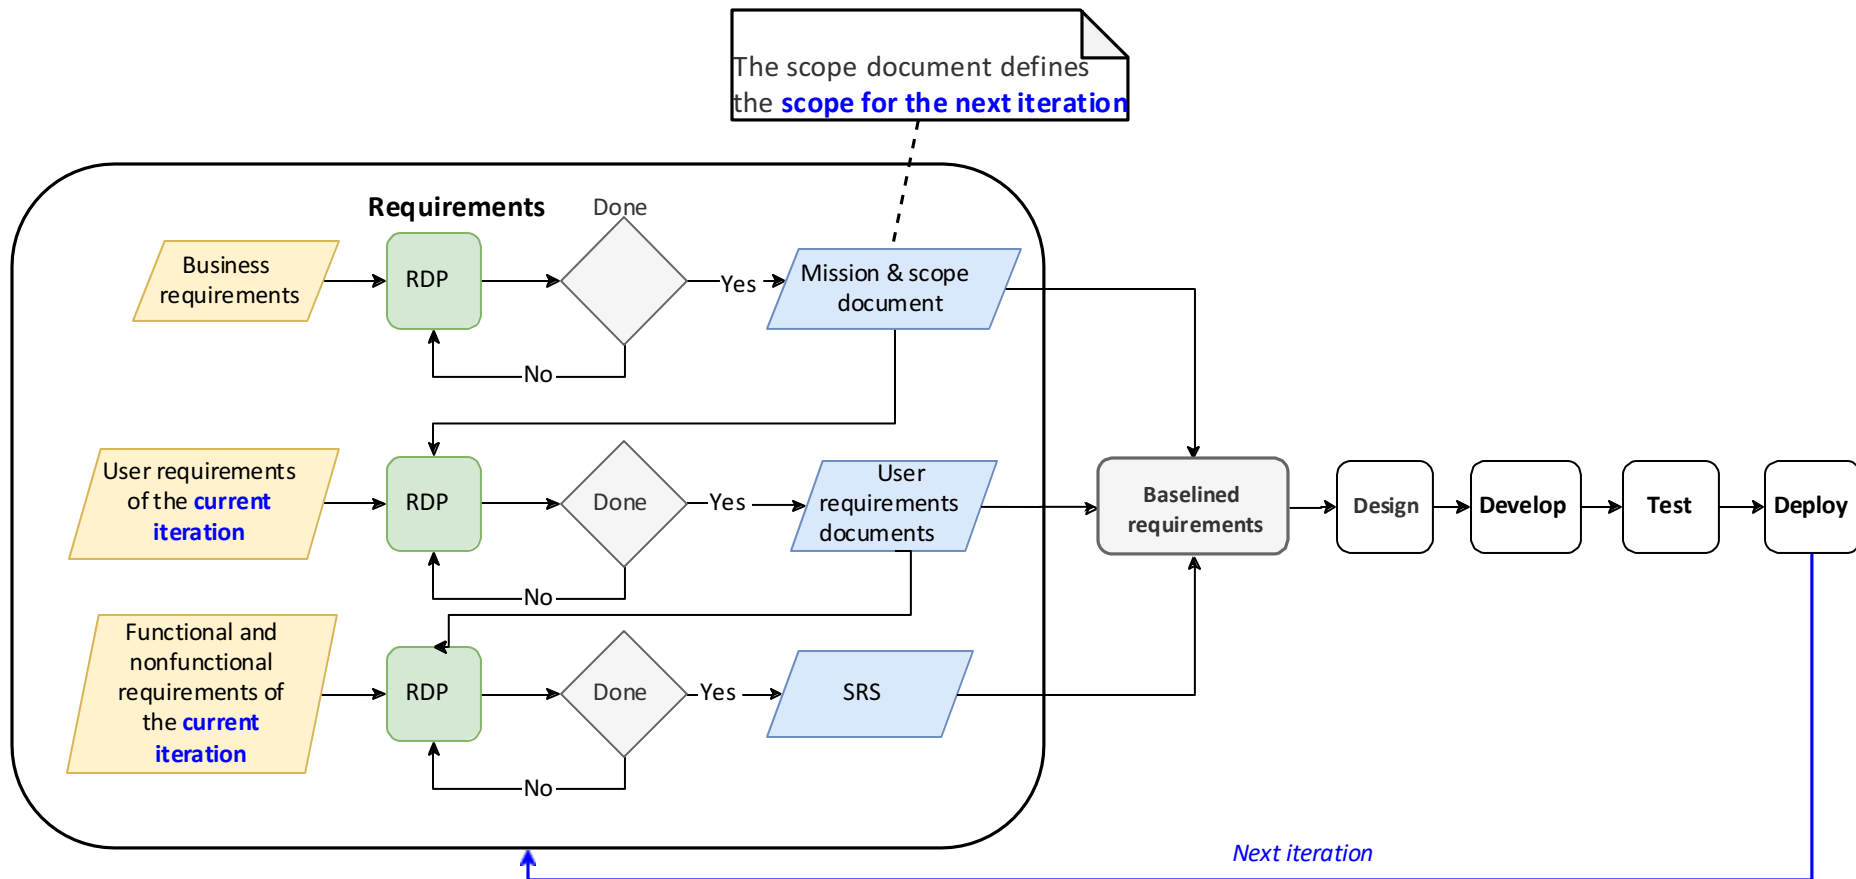 The scope document defines
the scope for the next iteration
Requirements
Done
Business
requirements
RDP
Yes
Mission & scope
document
No
User requirements
of the current
iteration
RDP
Done
Yes
User
requirements
documents
Baselined
requirements
Design
Develop
Test
Deploy
No
Functional and
nonfunctional
requirements of
the current
iteration
RDP
Done
Yes
SRS
No
Next iteration